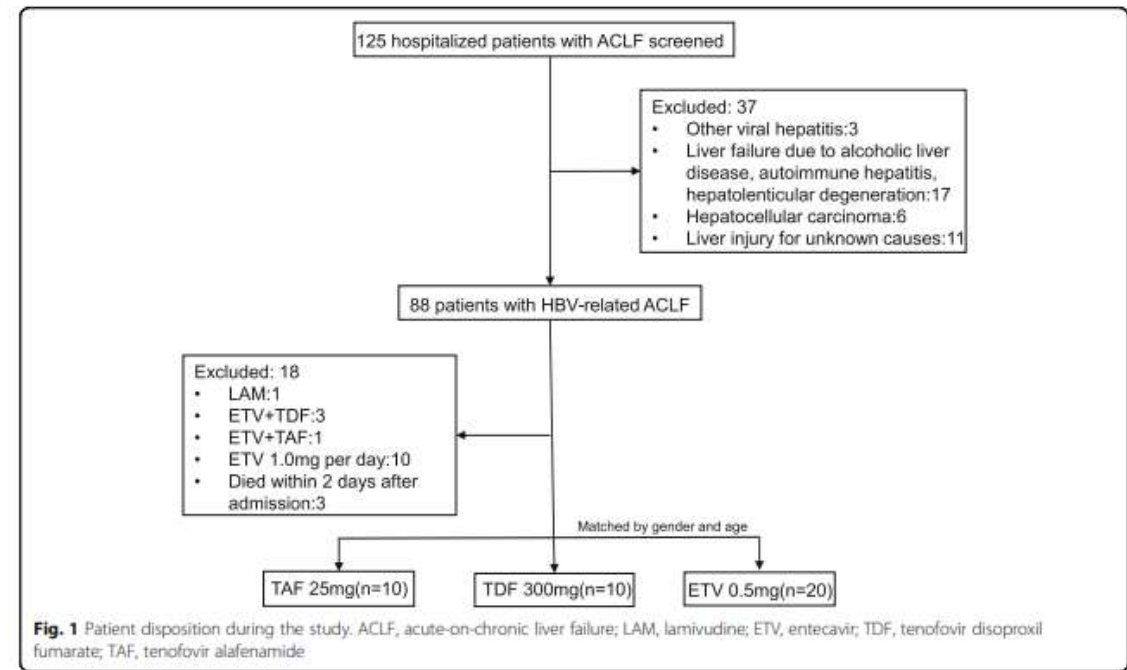 125 hospitalized patients with ACLF screened
Excluded: 37
• Other viral hepatitis:3
• Liver failure due to alcoholic liver
disease, autoimmune hepatitis,
hepatolenticular degeneration:17
• Hepatocellular carcinoma:6
• Liver injury for unknown causes:11
88 patients with HBV-related ACLF
Excluded: 18
• LAM:1
• ETV+TDF:3
• ETV+TAF:1
• ETV 1.0mg per day:10
• Died within 2 days after
admission:3
Matched by gender and age
TAF 25mg(n=10)
TDF 300mg(n=10)
ETV 0.5mg(n=20)
Fig. 1 Patient disposition during the study. ACLF, acute-on-chronic liver failure; LAM, lamivudine; ETV, entecavir; TDF, tenofovir disoproxil
fumarate; TAF, tenofovir alafenamide